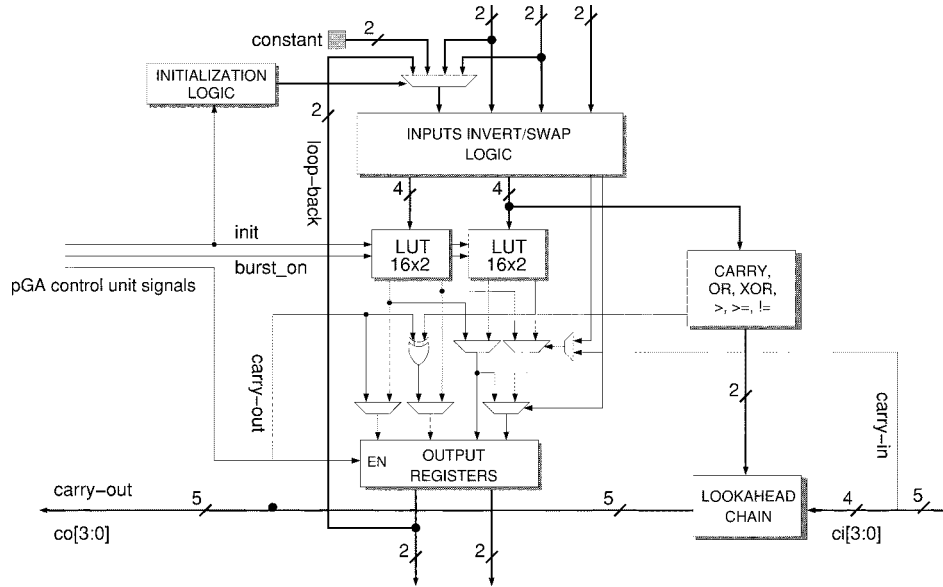 2
2
2
2
constant
INITIALIZATION
LOGIC
2
loop-back
INPUTS INVERT/SWAP
LOGIC
4
4
init
burst_on
pGA control unit signals
LUT
16x2
LUT
16x2
CARRY,
OR, XOR,
>, >=, !=
carry-out
2
carry-in
EN
OUTPUT
REGISTERS
carry-out
5
5
LOOKAHEAD
CHAIN
4
5
co[3:0]
ci[3:0]
2
2